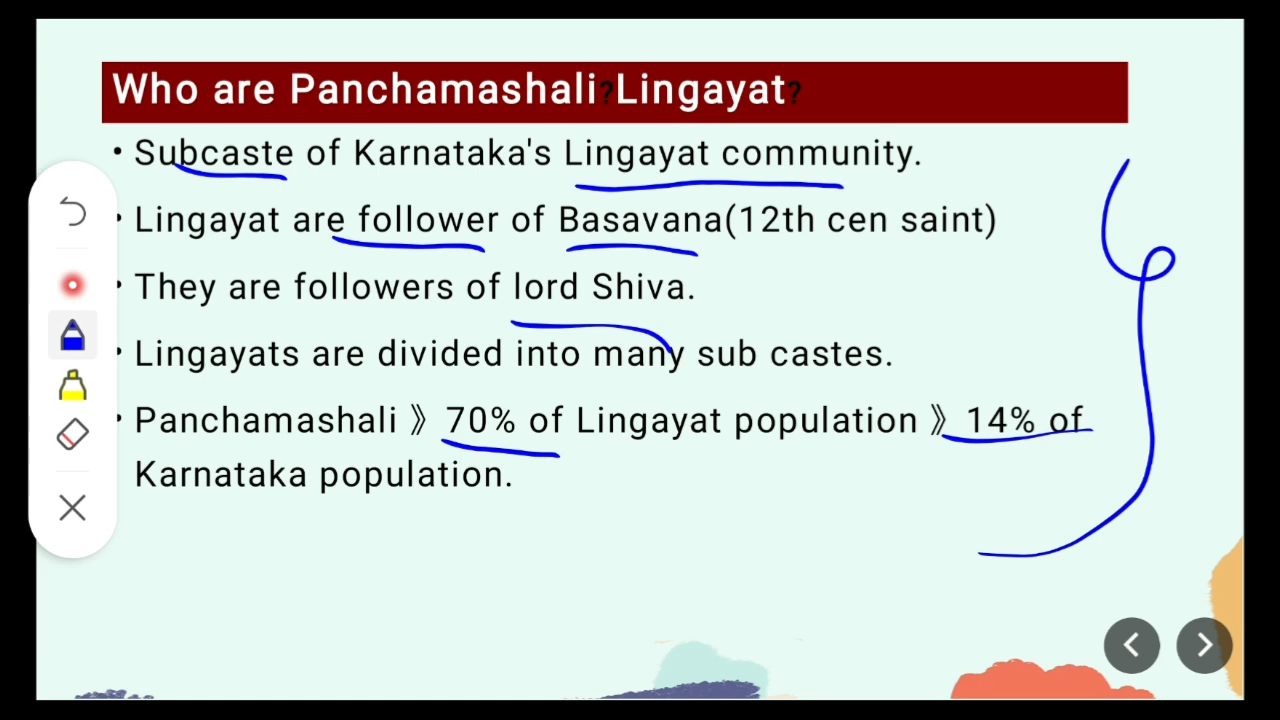 Who are Panchamashali?Lingayat?
• Subcaste of Karnataka's Lingayat community.
• Lingayat are follower of Basavana(12th cen saint)
• They are followers of lord Shiva.
• Lingayats are divided into many sub castes.
• Panchamashali 》 70% of Lingayat population 》 14% of
Karnataka population.